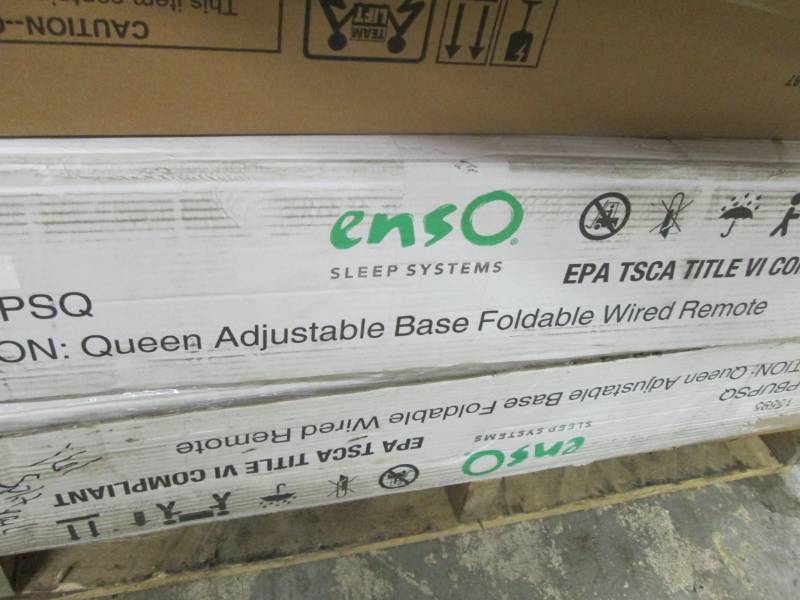 This item contain
CAUTION--
TEAM
LIFT
enso®
SLEEP SYSTEMS
EPA TSCA TITLE VI CO
PSQ
ON: Queen Adjustable Base Foldable Wired Remote
PBUPSQ
TION: Queen Adjustable Base Foldable Wired Remote
EPA TSCA TITLE VI COMPLIANT
enso
SLEEP SYSTEMS